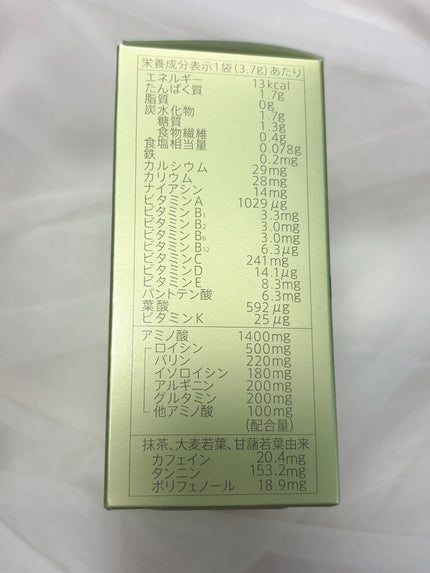 栄養成分表示1袋(3.7g)あたり
エネルギー 13kcal
たんぱく質 1.7g
脂質 0g
炭水化物 1.7g
糖質 1.3g
食物繊維 0.4g
食塩相当量 0.078g
鉄 0.2mg
カルシウム 29mg
カリウム 28mg
ナイアシン 14mg
ビタミンA 1029μg
ビタミンB₁ 3.3mg
ビタミンB₂ 3.0mg
ビタミンB₆ 3.0mg
ビタミンB₁₂ 6.3μg
ビタミンC 241mg
ビタミンD 14.1μg
ビタミンE 8.3mg
パントテン酸 6.3mg
葉酸 592μg
ビタミンK 25μg
アミノ酸 1400mg
ロイシン 500mg
バリン 220mg
イソロイシン 180mg
アルギニン 200mg
グルタミン 200mg
他アミノ酸 100mg
(配合量)
抹茶、大麦若葉、甘藷若葉由来
カフェイン 20.4mg
タンニン 153.2mg
ポリフェノール 18.9mg